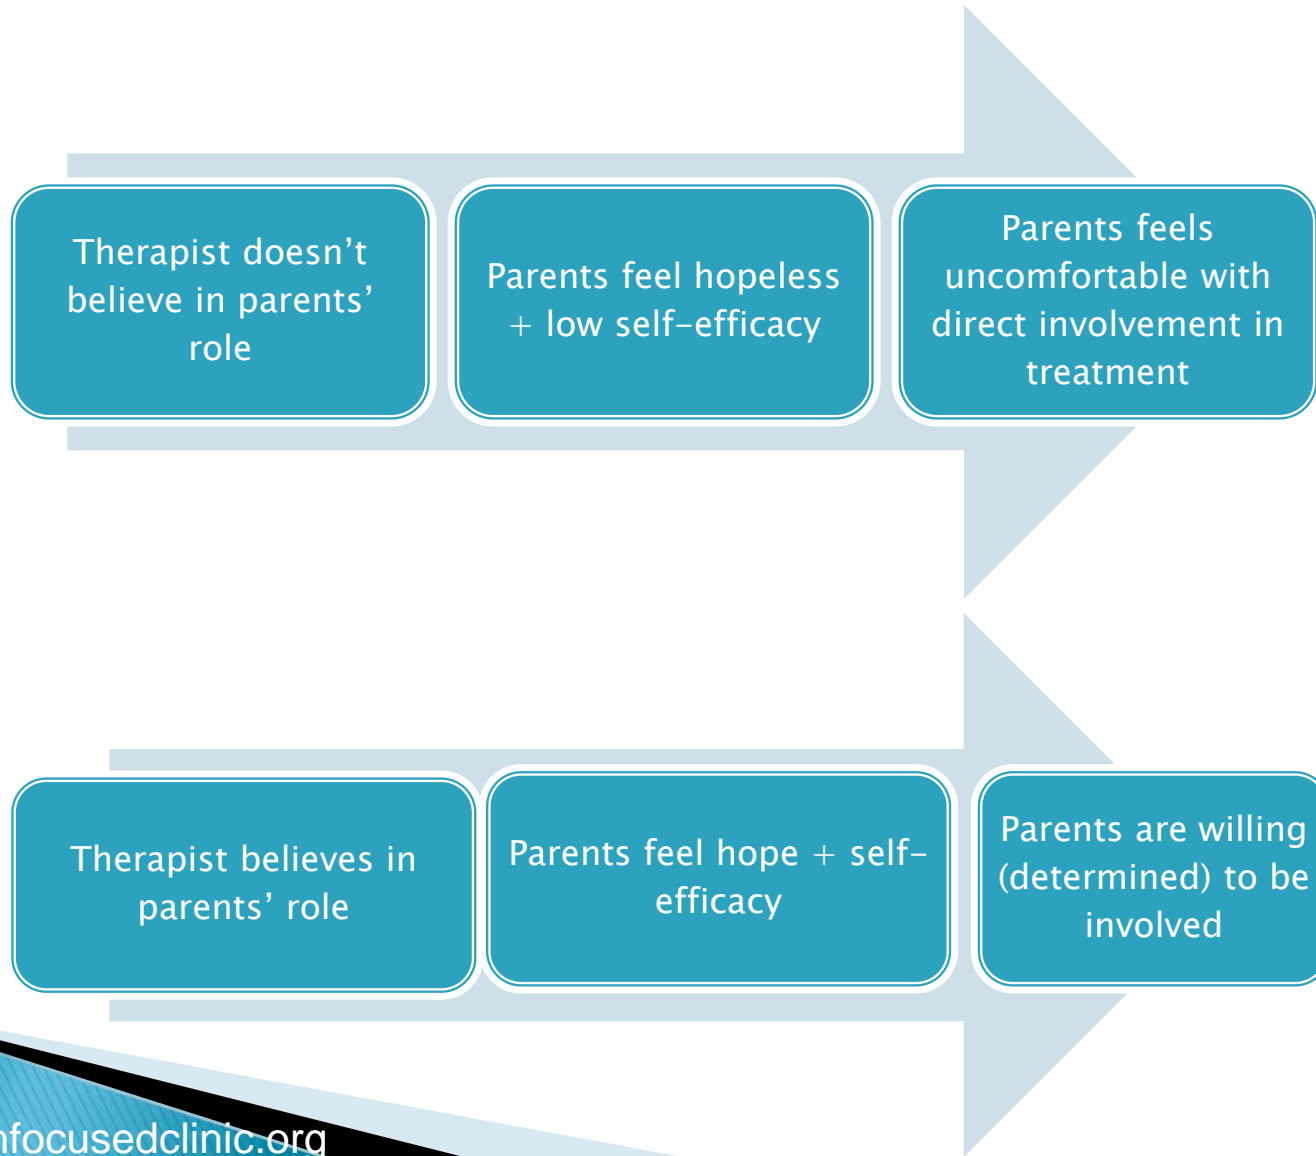 Therapist doesn’t
believe in parents’
role
Parents feel hopeless
+ low self-efficacy
Parents feels
uncomfortable with
direct involvement in
treatment
Therapist believes in
parents’ role
Parents feel hope + self-
efficacy
Parents are willing
(determined) to be
involved
nfocusedclinic.org